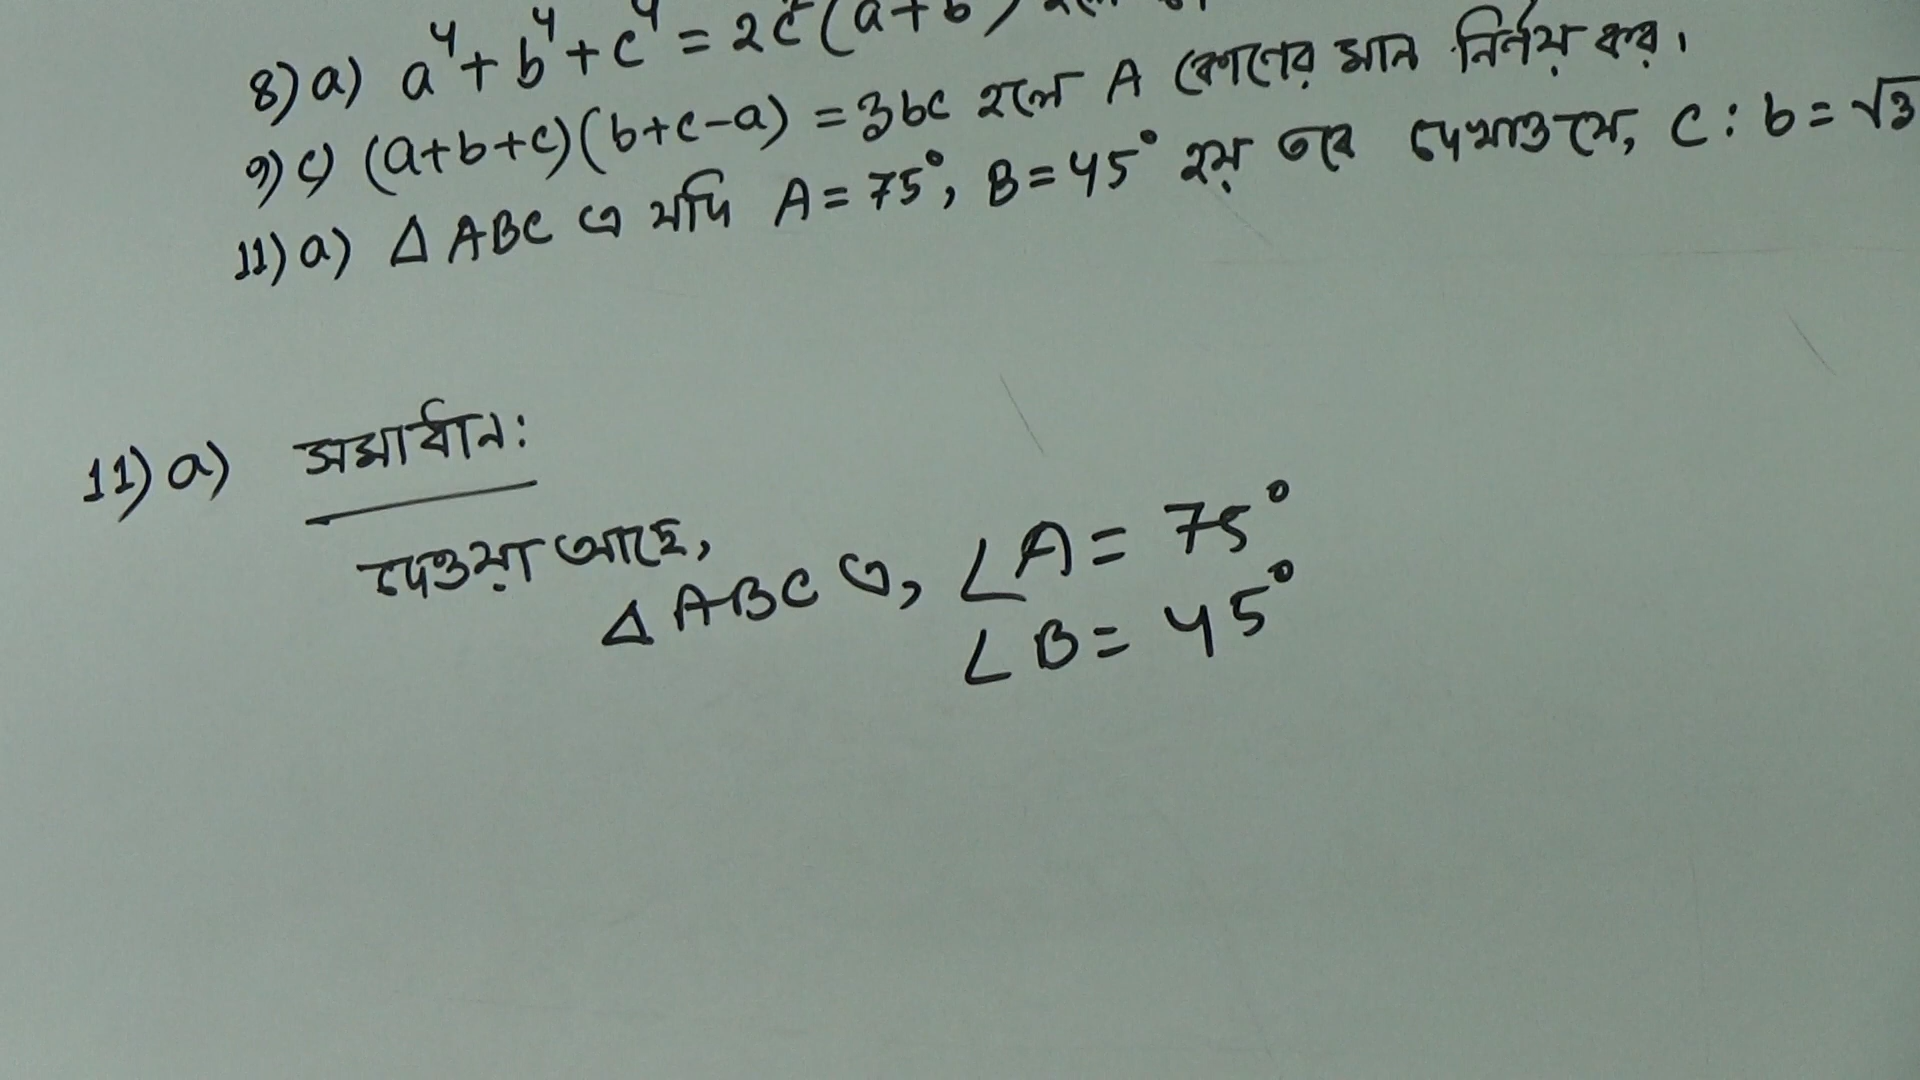 8) a) a⁴ + b⁴ + c⁴ = 2c²(a + b
9) c) (a+b+c)(b+c-a) = 3bc হলে A কোণের মান নির্ণয় কর।
11) a) Δ ABC এ যদি A = 75°, B = 45° হয় তবে দেখাও যে, c : b = √3
11) a) সমাধান:
দেওয়া আছে,
Δ ABC এ, ∠A = 75°
∠B = 45°